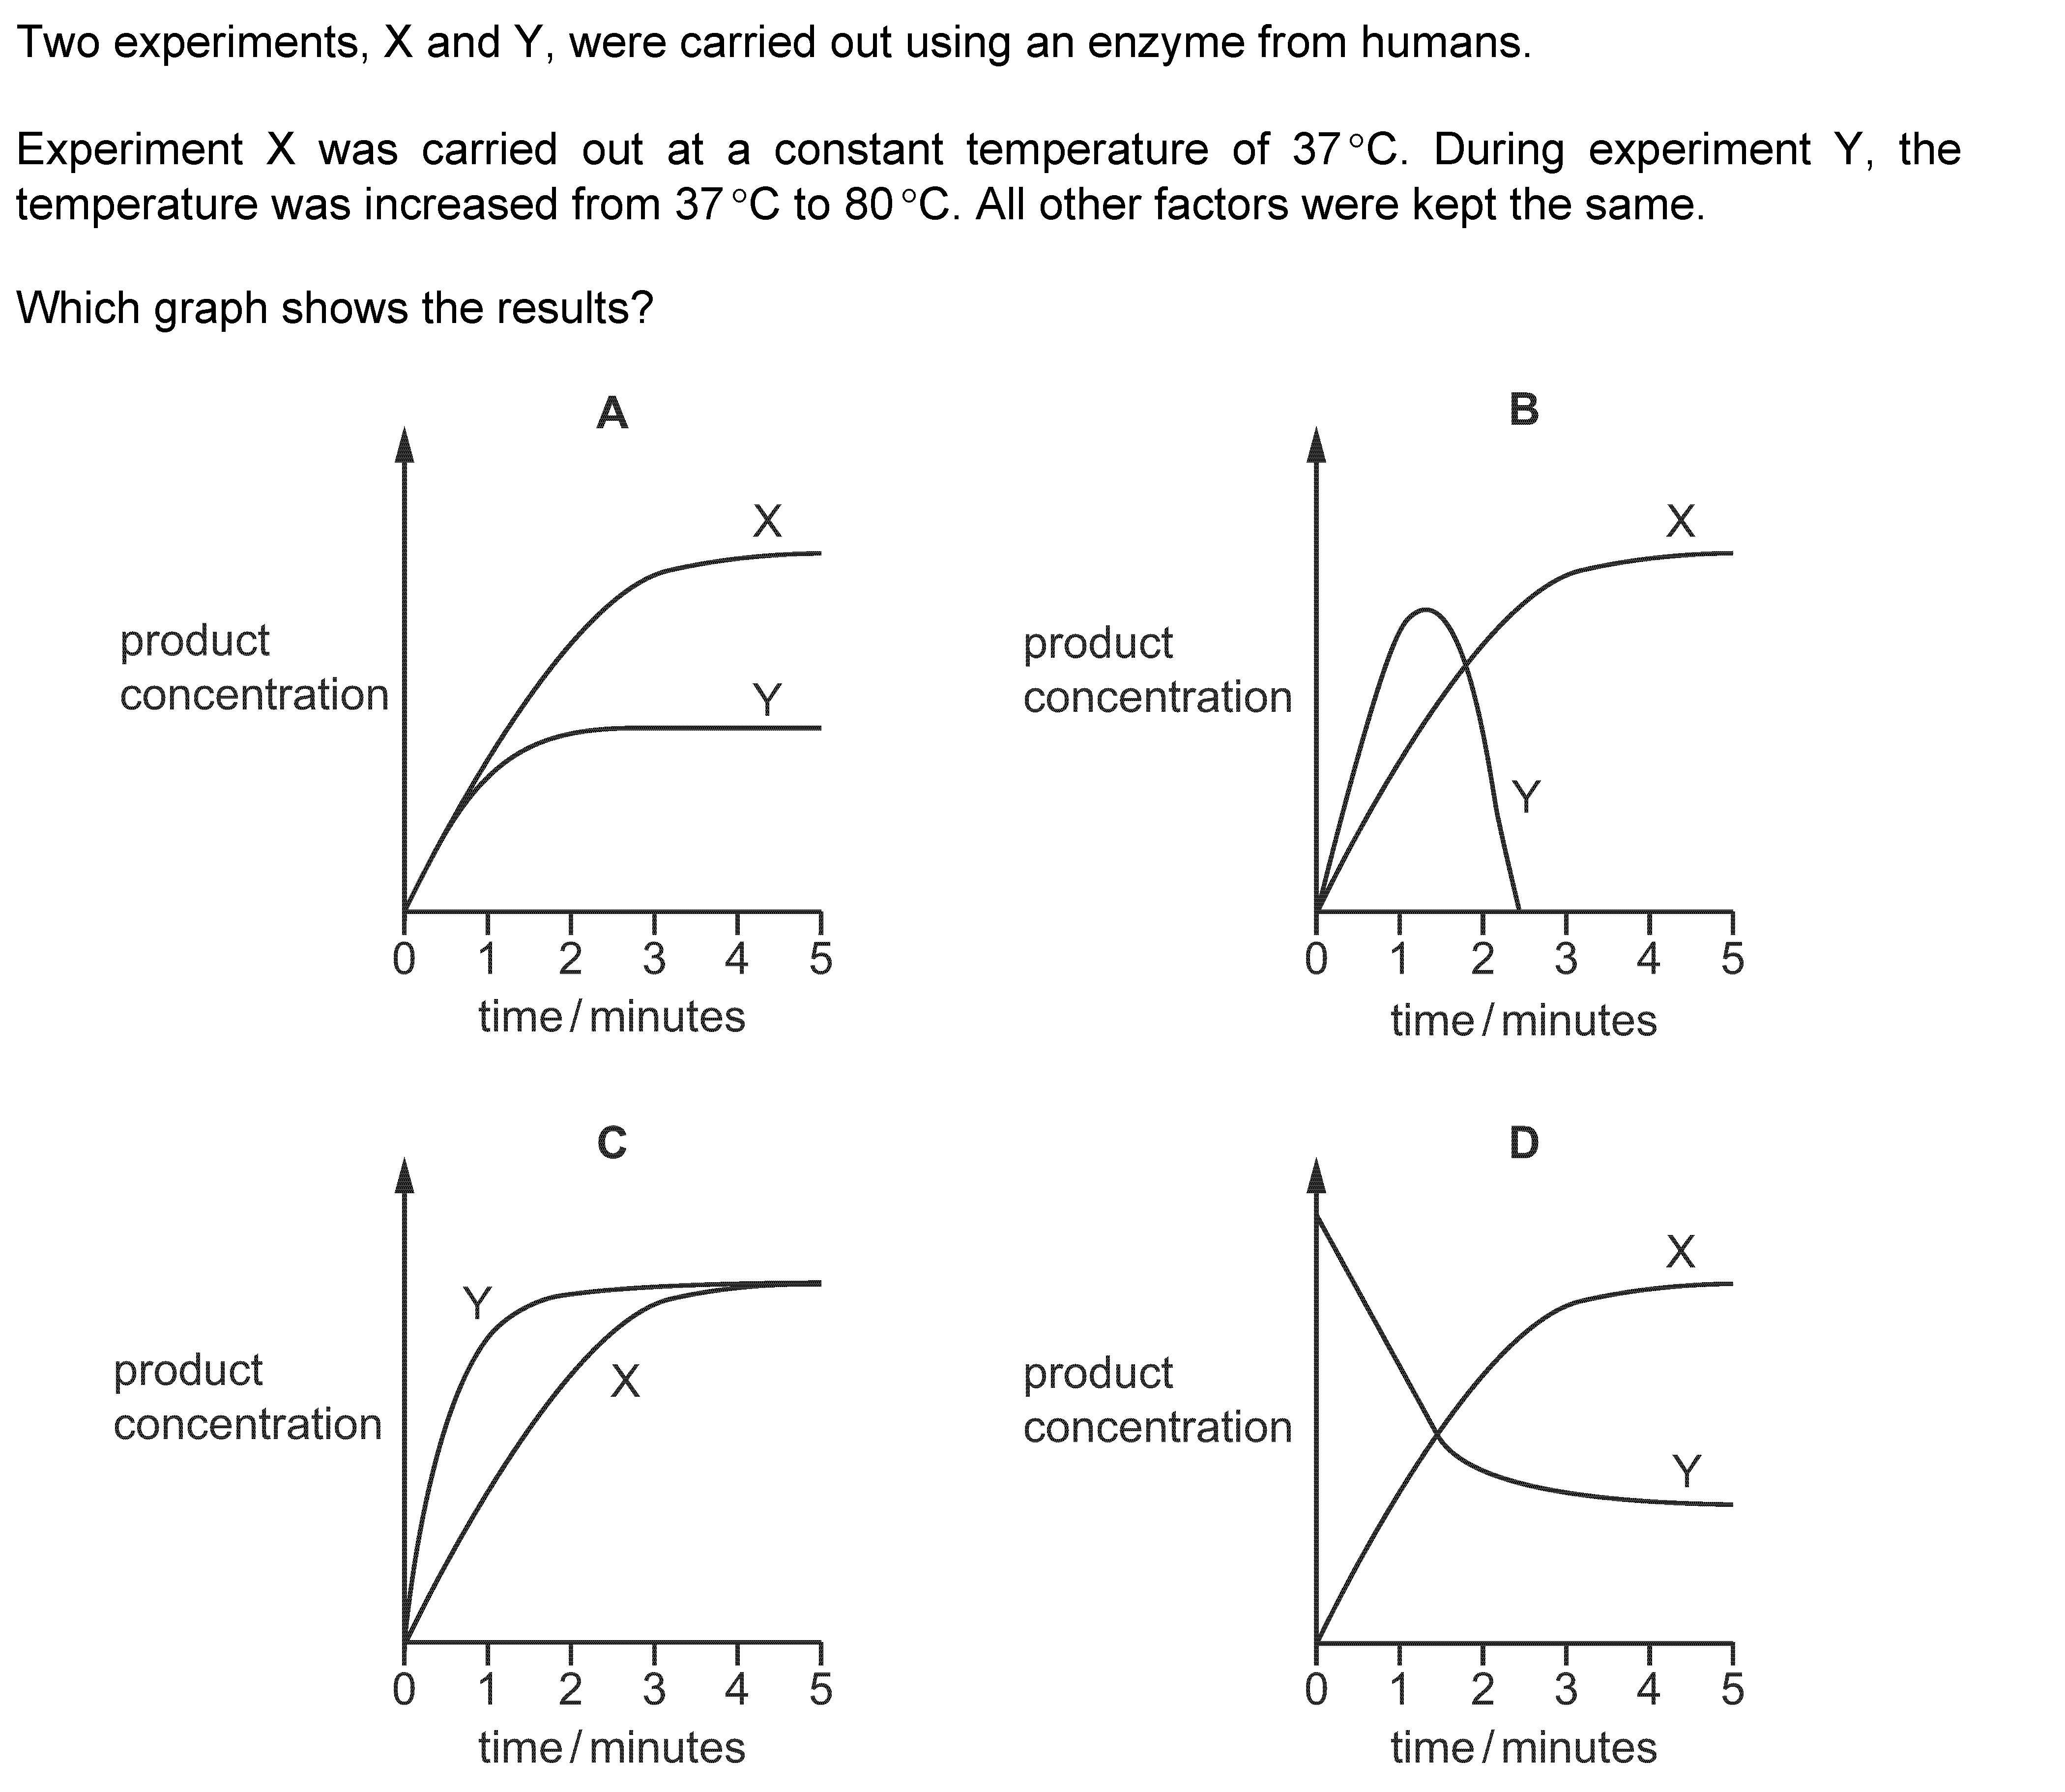 Two experiments, X and Y, were carried out using an enzyme from humans.
Experiment X was carried out at a constant temperature of 37 °C. During experiment Y, the
temperature was increased from 37 °C to 80 °C. All other factors were kept the same.
Which graph shows the results?
A
X
Y
product
concentration
0 1 2 3 4 5
time / minutes
B
X
Y
product
concentration
0 1 2 3 4 5
time / minutes
C
Y
X
product
concentration
0 1 2 3 4 5
time / minutes
D
X
Y
product
concentration
0 1 2 3 4 5
time / minutes